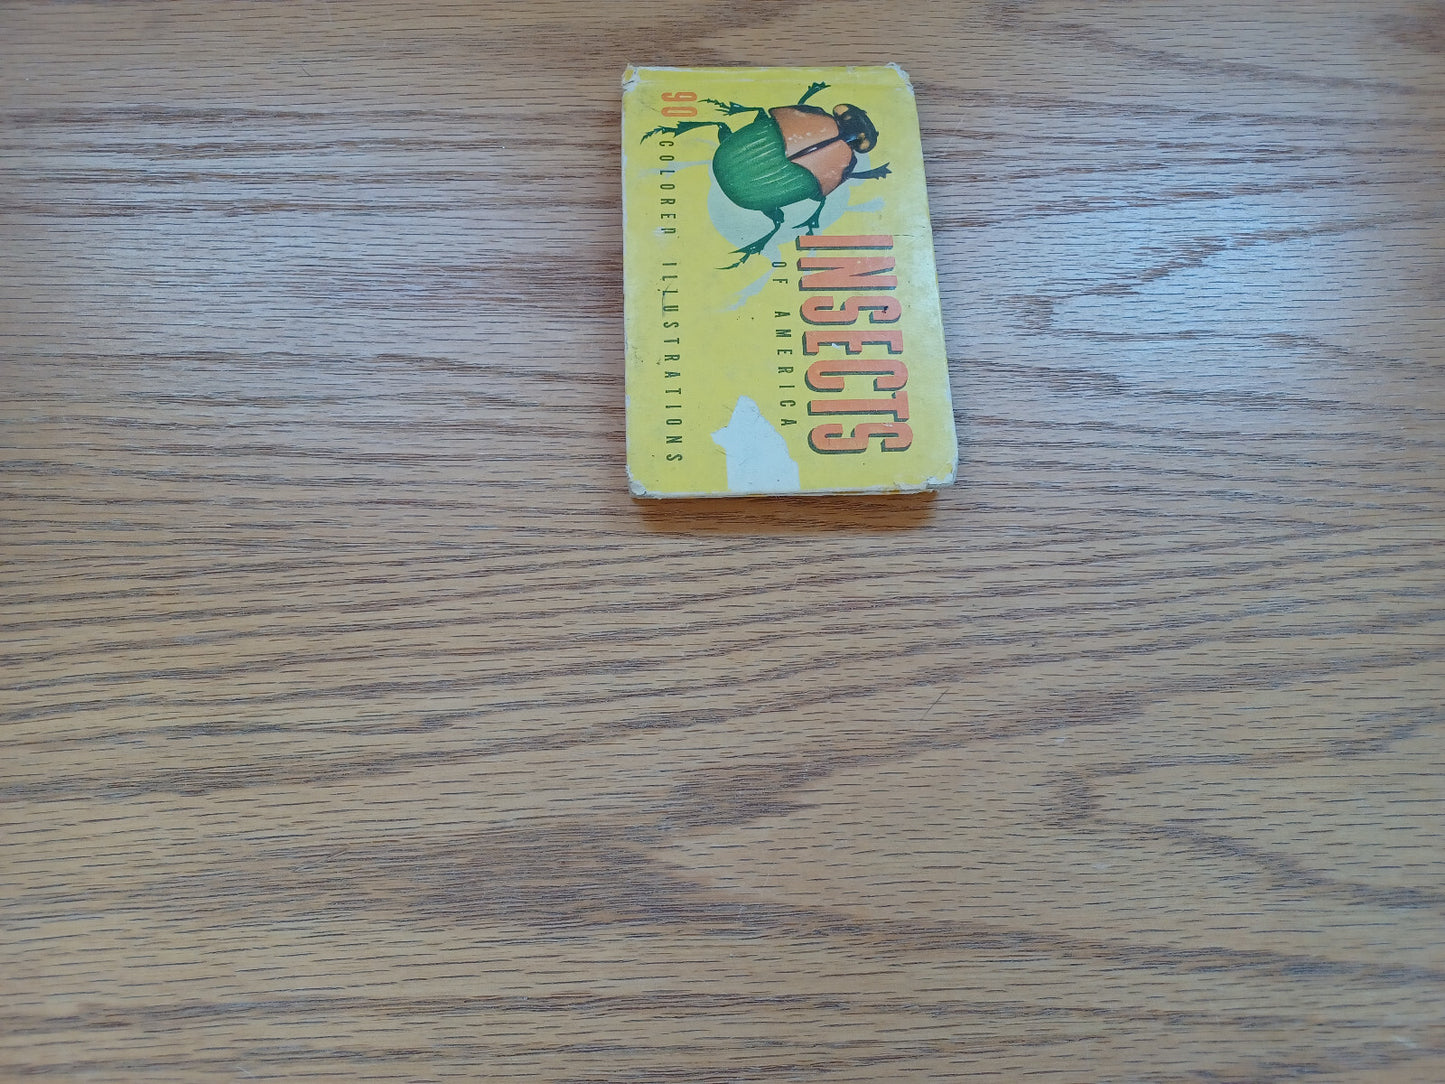 INSECTS
OF AMERICA
90
COLORED ILLUSTRATIONS